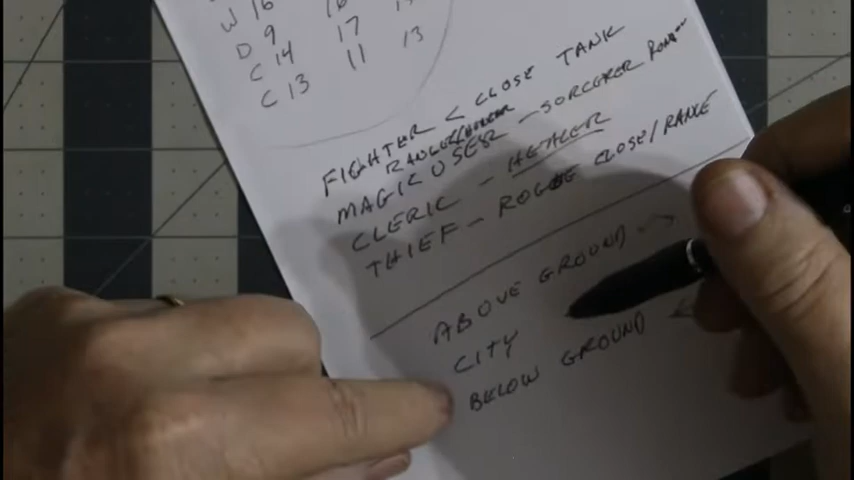 W 16 16
D 9 17
C 14 11 13
C 13
FIGHTER < CLOSE TANK
MAGIC USER - SORCERER
CLERIC - HEALER
THIEF - ROGUE CLOSE/RANGE
ABOVE GROUND
CITY
BELOW GROUND